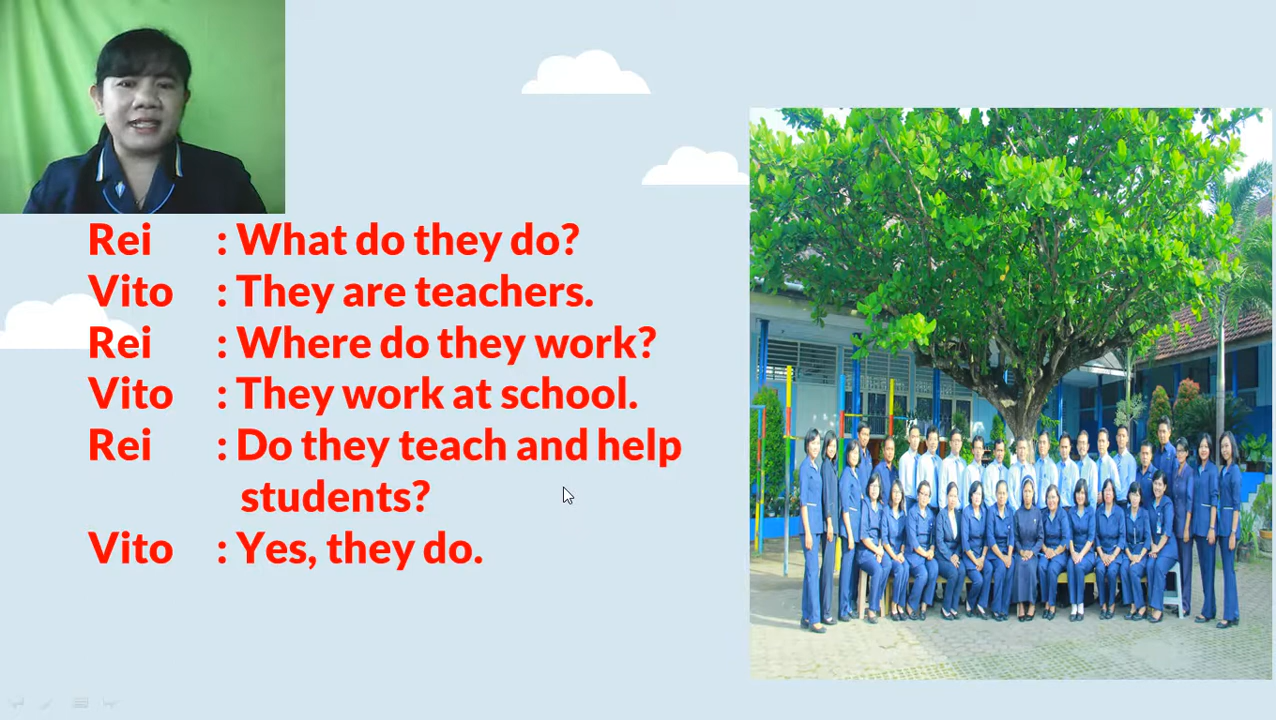 Rei : What do they do?
Vito : They are teachers.
Rei : Where do they work?
Vito : They work at school.
Rei : Do they teach and help
students?
Vito : Yes, they do.